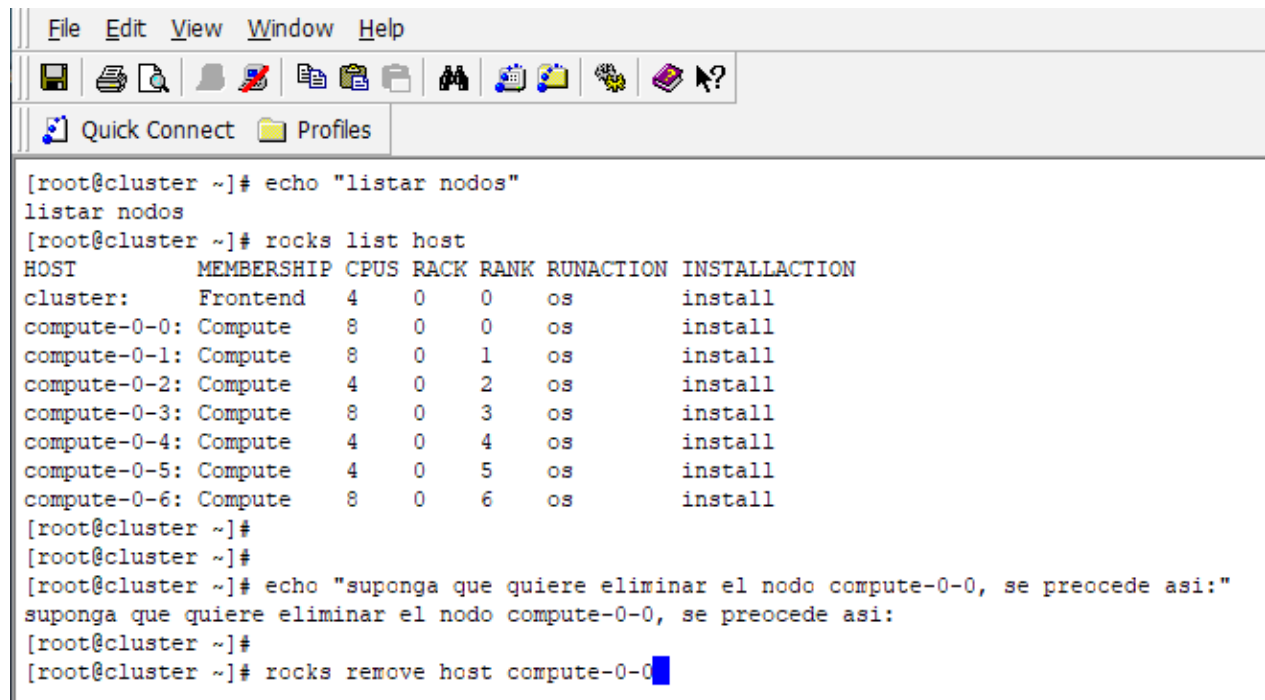 File Edit View Window Help
Quick Connect Profiles
[root@cluster ~]# echo "listar nodos"
listar nodos
[root@cluster ~]# rocks list host
HOST MEMBERSHIP CPUS RACK RANK RUNACTION INSTALLACTION
cluster: Frontend 4 0 0 os install
compute-0-0: Compute 8 0 0 os install
compute-0-1: Compute 8 0 1 os install
compute-0-2: Compute 4 0 2 os install
compute-0-3: Compute 8 0 3 os install
compute-0-4: Compute 4 0 4 os install
compute-0-5: Compute 4 0 5 os install
compute-0-6: Compute 8 0 6 os install
[root@cluster ~]#
[root@cluster ~]#
[root@cluster ~]# echo "suponga que quiere eliminar el nodo compute-0-0, se preocede asi:"
suponga que quiere eliminar el nodo compute-0-0, se preocede asi:
[root@cluster ~]#
[root@cluster ~]# rocks remove host compute-0-0